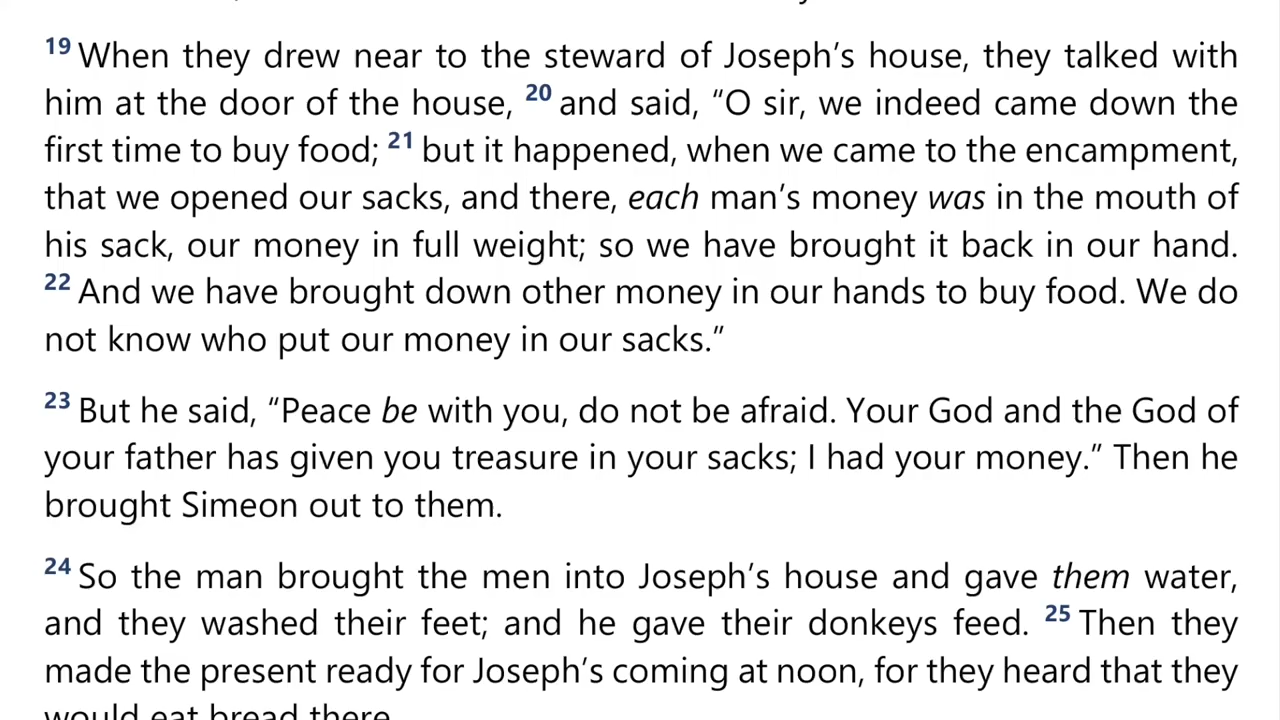 19 When they drew near to the steward of Joseph’s house, they talked with
him at the door of the house, 20 and said, “O sir, we indeed came down the
first time to buy food; 21 but it happened, when we came to the encampment,
that we opened our sacks, and there, each man’s money was in the mouth of
his sack, our money in full weight; so we have brought it back in our hand.
22 And we have brought down other money in our hands to buy food. We do
not know who put our money in our sacks.”
23 But he said, “Peace be with you, do not be afraid. Your God and the God of
your father has given you treasure in your sacks; I had your money.” Then he
brought Simeon out to them.
24 So the man brought the men into Joseph’s house and gave them water,
and they washed their feet; and he gave their donkeys feed. 25 Then they
made the present ready for Joseph’s coming at noon, for they heard that they
would eat bread there.